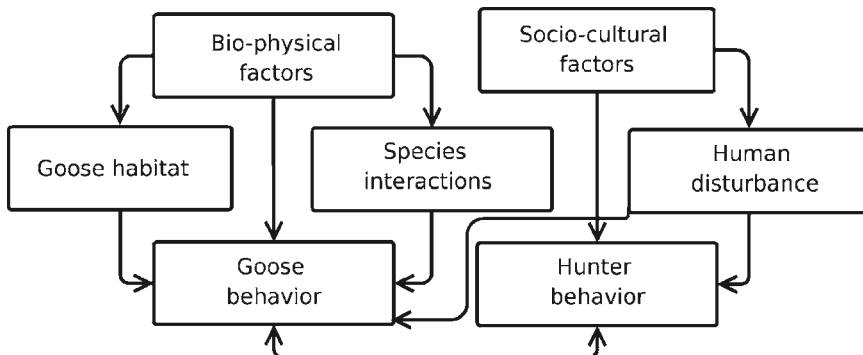 Bio-physical
factors
Socio-cultural
factors
Goose habitat
Species
interactions
Human
disturbance
Goose
behavior
Hunter
behavior